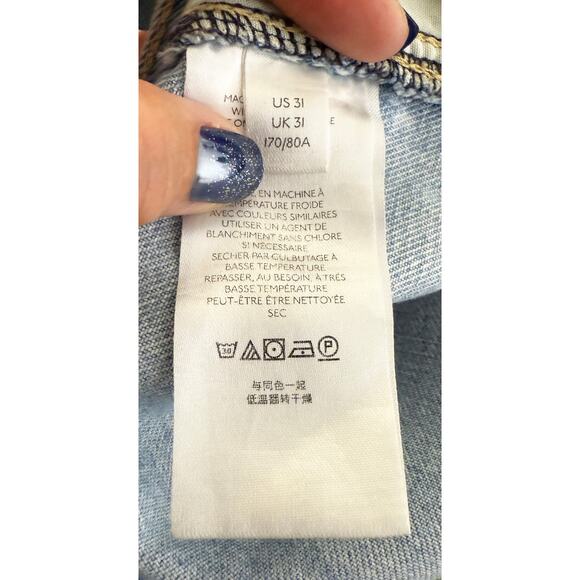 US 31
UK 31
170/80A
EN MACHINE À
TEMPÉRATURE FROIDE
AVEC COULEURS SIMILAIRES
UTILISER UN AGENT DE
BLANCHIMENT SANS CHLORE
SI NÉCESSAIRE
SÉCHER PAR CULBUTAGE À
BASSE TEMPÉRATURE
REPASSER, AU BESOIN, À TRÈS
BASSE TEMPÉRATURE
PEUT-ÊTRE ÊTRE NETTOYÉE
SEC
30 P
与同色一起
低温器转干燥